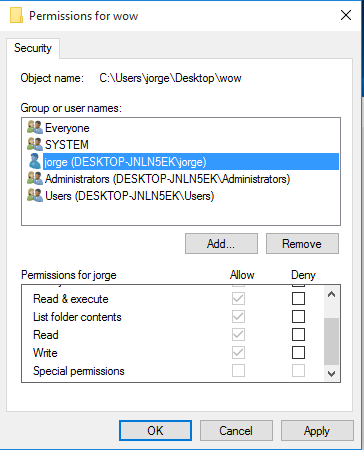 Permissions for wow
Security
Object name: C:\Users\jorge\Desktop\wow
Group or user names:
Everyone
SYSTEM
jorge (DESKTOP-JNLN5EK\jorge)
Administrators (DESKTOP-JNLN5EK\Administrators)
Users (DESKTOP-JNLN5EK\Users)
Add... Remove
Permissions for jorge Allow Deny
Read & execute
List folder contents
Read
Write
Special permissions
OK Cancel Apply